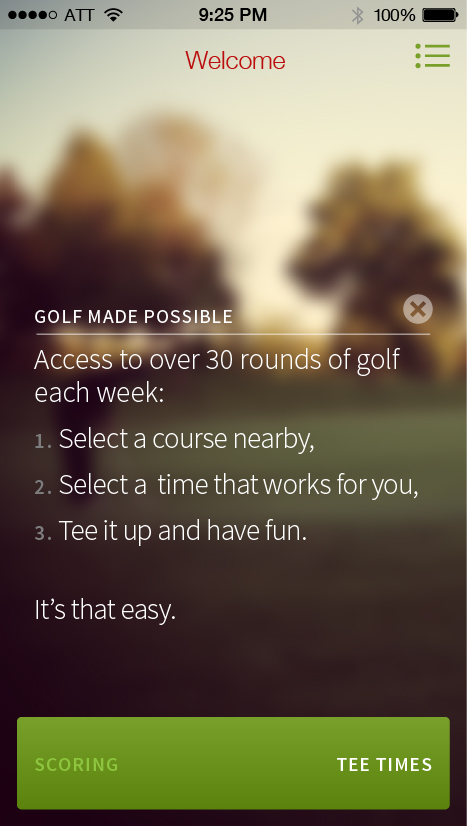 ATT 9:25 PM 100%
Welcome
GOLF MADE POSSIBLE
Access to over 30 rounds of golf
each week:
1. Select a course nearby,
2. Select a  time that works for you,
3. Tee it up and have fun.
It’s that easy.
SCORING TEE TIMES